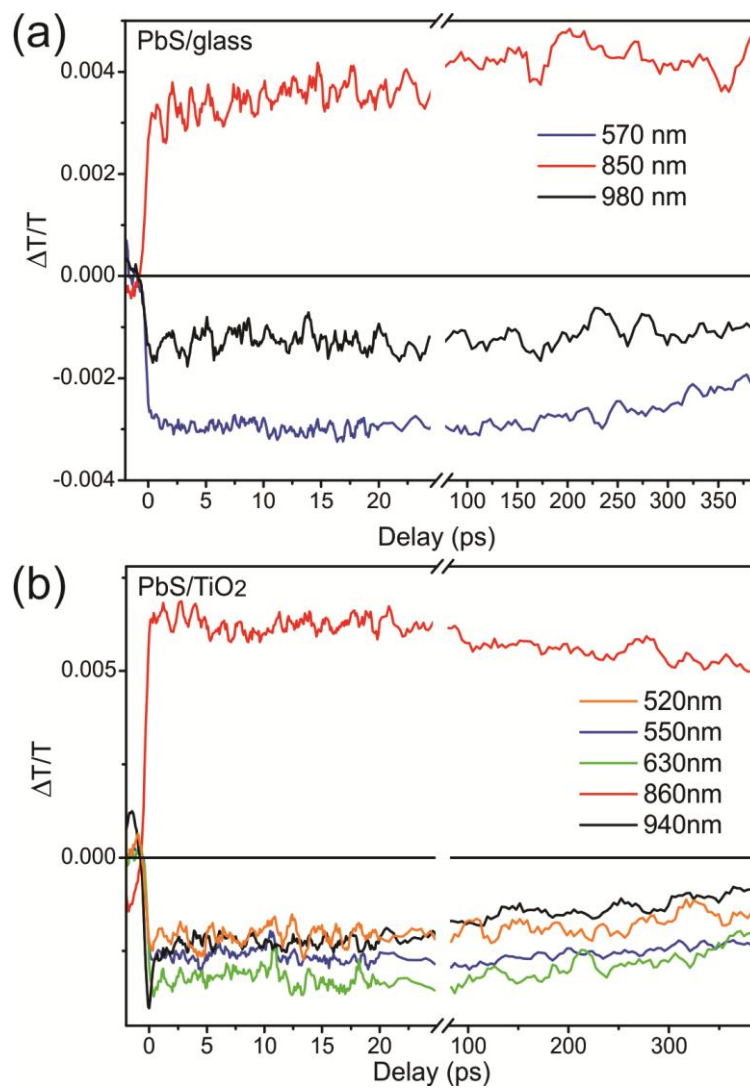 (a)
PbS/glass
0.004
0.002
0.000
-0.002
-0.004
ΔT/T
570 nm
850 nm
980 nm
0 5 10 15 20 100 150 200 250 300 350
Delay (ps)
(b)
PbS/TiO2
0.005
0.000
ΔT/T
520nm
550nm
630nm
860nm
940nm
0 5 10 15 20 100 200 300
Delay (ps)